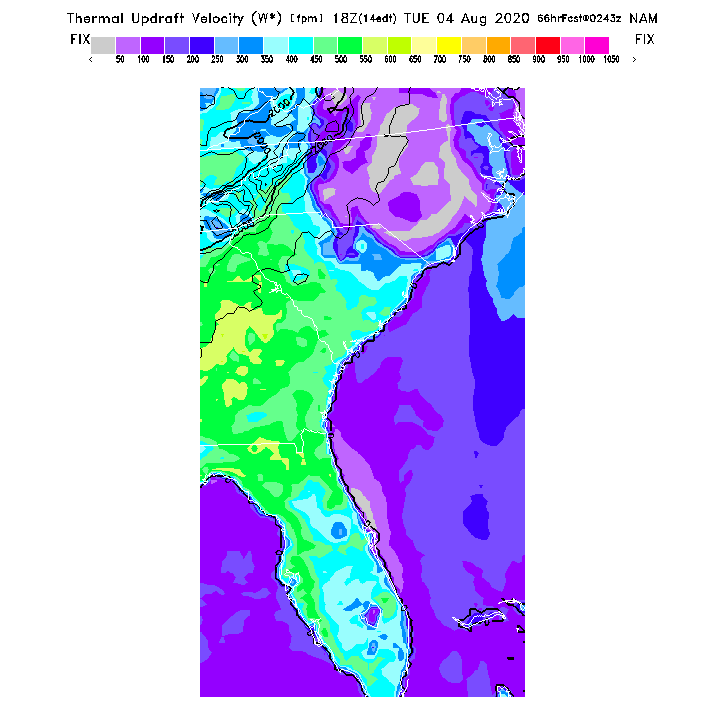 Thermal Updraft Velocity (W*) [fpm] 18Z(14edt) TUE 04 Aug 2020 66hrFcst@0243z NAM
FIX FIX
< 50 100 150 200 250 300 350 400 450 500 550 600 650 700 750 800 850 900 950 1000 1050 >
2000